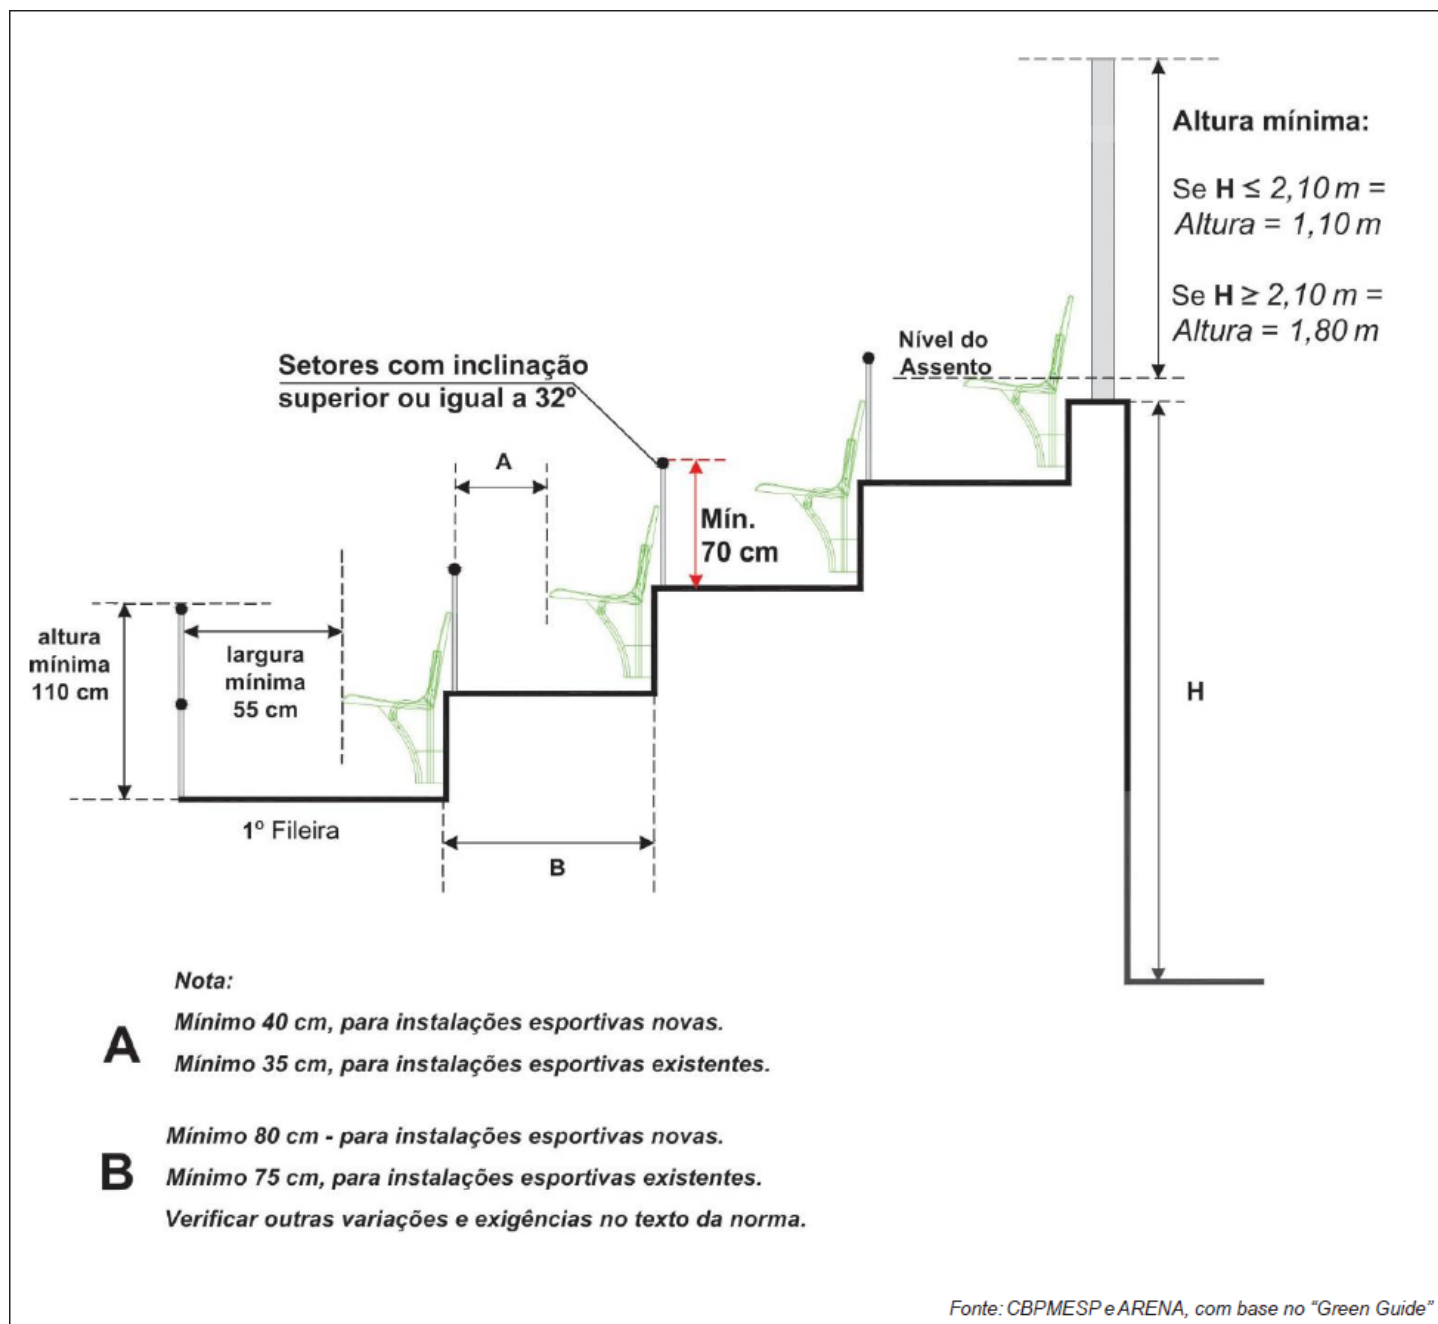 Altura mínima:
Se H ≤ 2,10 m =
Altura = 1,10 m
Se H ≥ 2,10 m =
Altura = 1,80 m
Nível do
Assento
Setores com inclinação
superior ou igual a 32º
A
Mín.
70 cm
altura
mínima
110 cm
largura
mínima
55 cm
H
1º Fileira
B
Nota:
A
Mínimo 40 cm, para instalações esportivas novas.
Mínimo 35 cm, para instalações esportivas existentes.
B
Mínimo 80 cm - para instalações esportivas novas.
Mínimo 75 cm, para instalações esportivas existentes.
Verificar outras variações e exigências no texto da norma.
Fonte: CBPMESP e ARENA, com base no “Green Guide”